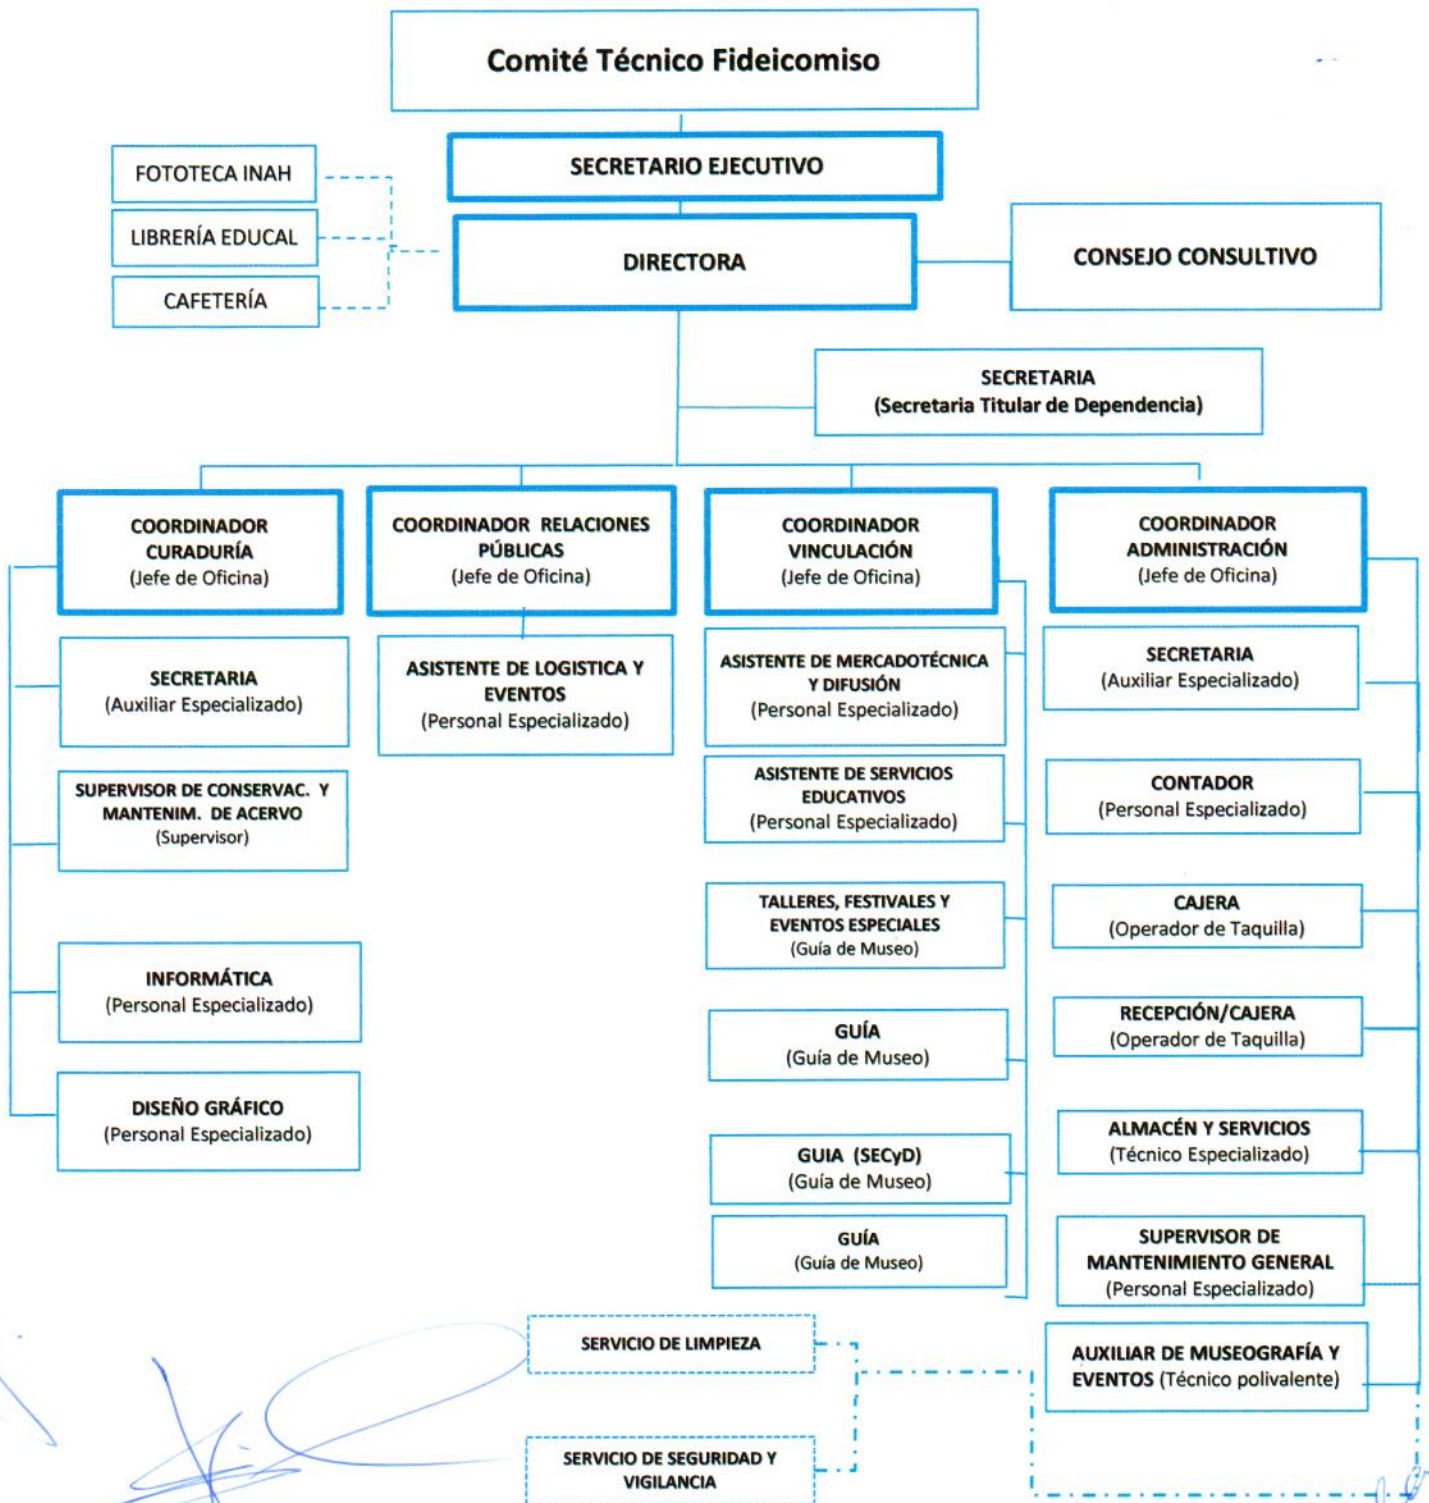 Comité Técnico Fideicomiso
SECRETARIO EJECUTIVO
FOTOTECA INAH
LIBRERÍA EDUCAL
CAFETERÍA
DIRECTORA
CONSEJO CONSULTIVO
SECRETARIA
(Secretaria Titular de Dependencia)
COORDINADOR
CURADURÍA
(Jefe de Oficina)
SECRETARIA
(Auxiliar Especializado)
SUPERVISOR DE CONSERVAC. Y
MANTENIM. DE ACERVO
(Supervisor)
INFORMÁTICA
(Personal Especializado)
DISEÑO GRÁFICO
(Personal Especializado)
COORDINADOR RELACIONES
PÚBLICAS
(Jefe de Oficina)
ASISTENTE DE LOGISTICA Y
EVENTOS
(Personal Especializado)
COORDINADOR
VINCULACIÓN
(Jefe de Oficina)
ASISTENTE DE MERCADOTÉCNICA
Y DIFUSIÓN
(Personal Especializado)
ASISTENTE DE SERVICIOS
EDUCATIVOS
(Personal Especializado)
TALLERES, FESTIVALES Y
EVENTOS ESPECIALES
(Guía de Museo)
GUÍA
(Guía de Museo)
GUIA (SECyD)
(Guía de Museo)
GUÍA
(Guía de Museo)
COORDINADOR
ADMINISTRACIÓN
(Jefe de Oficina)
SECRETARIA
(Auxiliar Especializado)
CONTADOR
(Personal Especializado)
CAJERA
(Operador de Taquilla)
RECEPCIÓN/CAJERA
(Operador de Taquilla)
ALMACÉN Y SERVICIOS
(Técnico Especializado)
SUPERVISOR DE
MANTENIMIENTO GENERAL
(Personal Especializado)
AUXILIAR DE MUSEOGRAFÍA Y
EVENTOS (Técnico polivalente)
SERVICIO DE LIMPIEZA
SERVICIO DE SEGURIDAD Y
VIGILANCIA